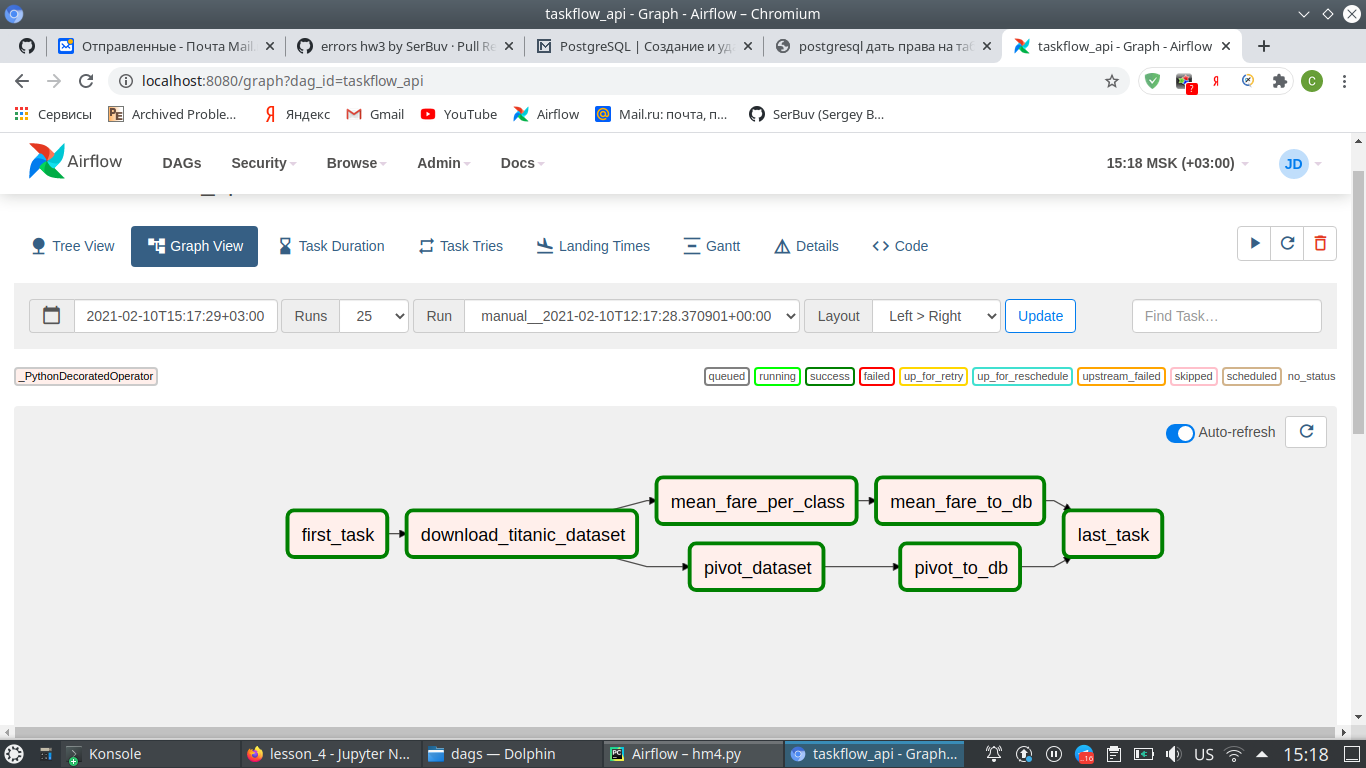 taskflow_api - Graph - Airflow – Chromium
Отправленные - Почта Mail.
errors hw3 by SerBuv · Pull Re
PostgreSQL | Создание и уд
postgresql дать права на таб
taskflow_api - Graph - Airflow
localhost:8080/graph?dag_id=taskflow_api
Я
?
C
Сервисы
Archived Proble...
Яндекс
Gmail
YouTube
Airflow
Mail.ru: почта, п...
SerBuv (Sergey B...
Airflow
DAGs
Security
Browse
Admin
Docs
15:18 MSK (+03:00)
JD
Tree View
Graph View
Task Duration
Task Tries
Landing Times
Gantt
Details
Code
2021-02-10T15:17:29+03:00
Runs
25
Run
manual__2021-02-10T12:17:28.370901+00:00
Layout
Left > Right
Update
Find Task…
_PythonDecoratedOperator
queued
running
success
failed
up_for_retry
up_for_reschedule
upstream_failed
skipped
scheduled
no_status
Auto-refresh
first_task
download_titanic_dataset
mean_fare_per_class
mean_fare_to_db
pivot_dataset
pivot_to_db
last_task
Konsole
lesson_4 - Jupyter N...
dags — Dolphin
Airflow – hm4.py
taskflow_api - Graph...
..16
US
15:18